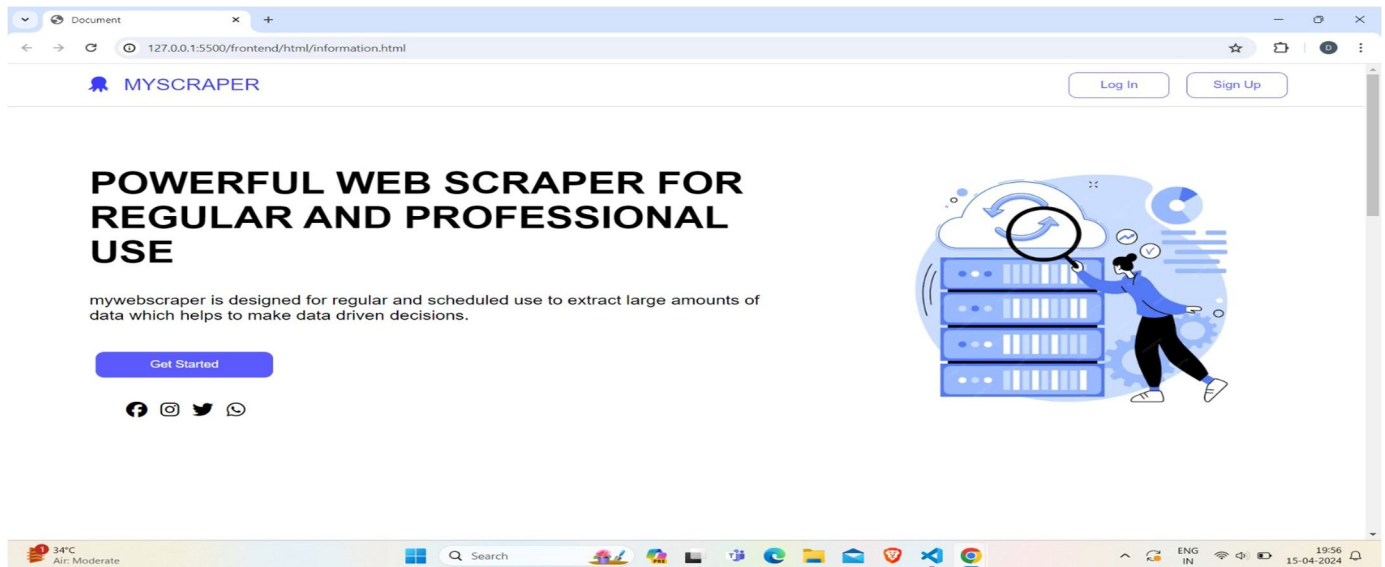 Document
127.0.0.1:5500/frontend/html/information.html
D
MYSCRAPER
Log In
Sign Up
POWERFUL WEB SCRAPER FOR
REGULAR AND PROFESSIONAL
USE
mywebscraper is designed for regular and scheduled use to extract large amounts of
data which helps to make data driven decisions.
Get Started
1
34°C
Air: Moderate
Search
PRE
ENG
IN
19:56
15-04-2024